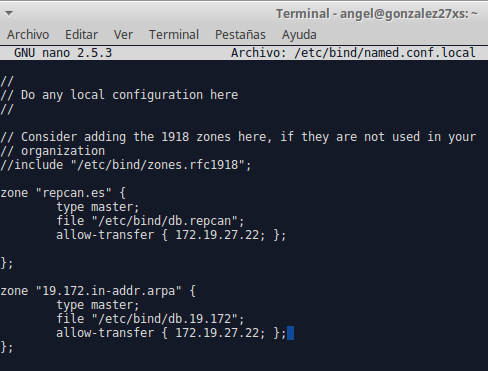 Terminal - angel@gonzalez27xs: ~
Archivo Editar Ver Terminal Pestañas Ayuda
GNU nano 2.5.3 Archivo: /etc/bind/named.conf.local
//
// Do any local configuration here
//
// Consider adding the 1918 zones here, if they are not used in your
// organization
//include "/etc/bind/zones.rfc1918";
zone "repcan.es" {
type master;
file "/etc/bind/db.repcan";
allow-transfer { 172.19.27.22; };
};
zone "19.172.in-addr.arpa" {
type master;
file "/etc/bind/db.19.172";
allow-transfer { 172.19.27.22; };
};